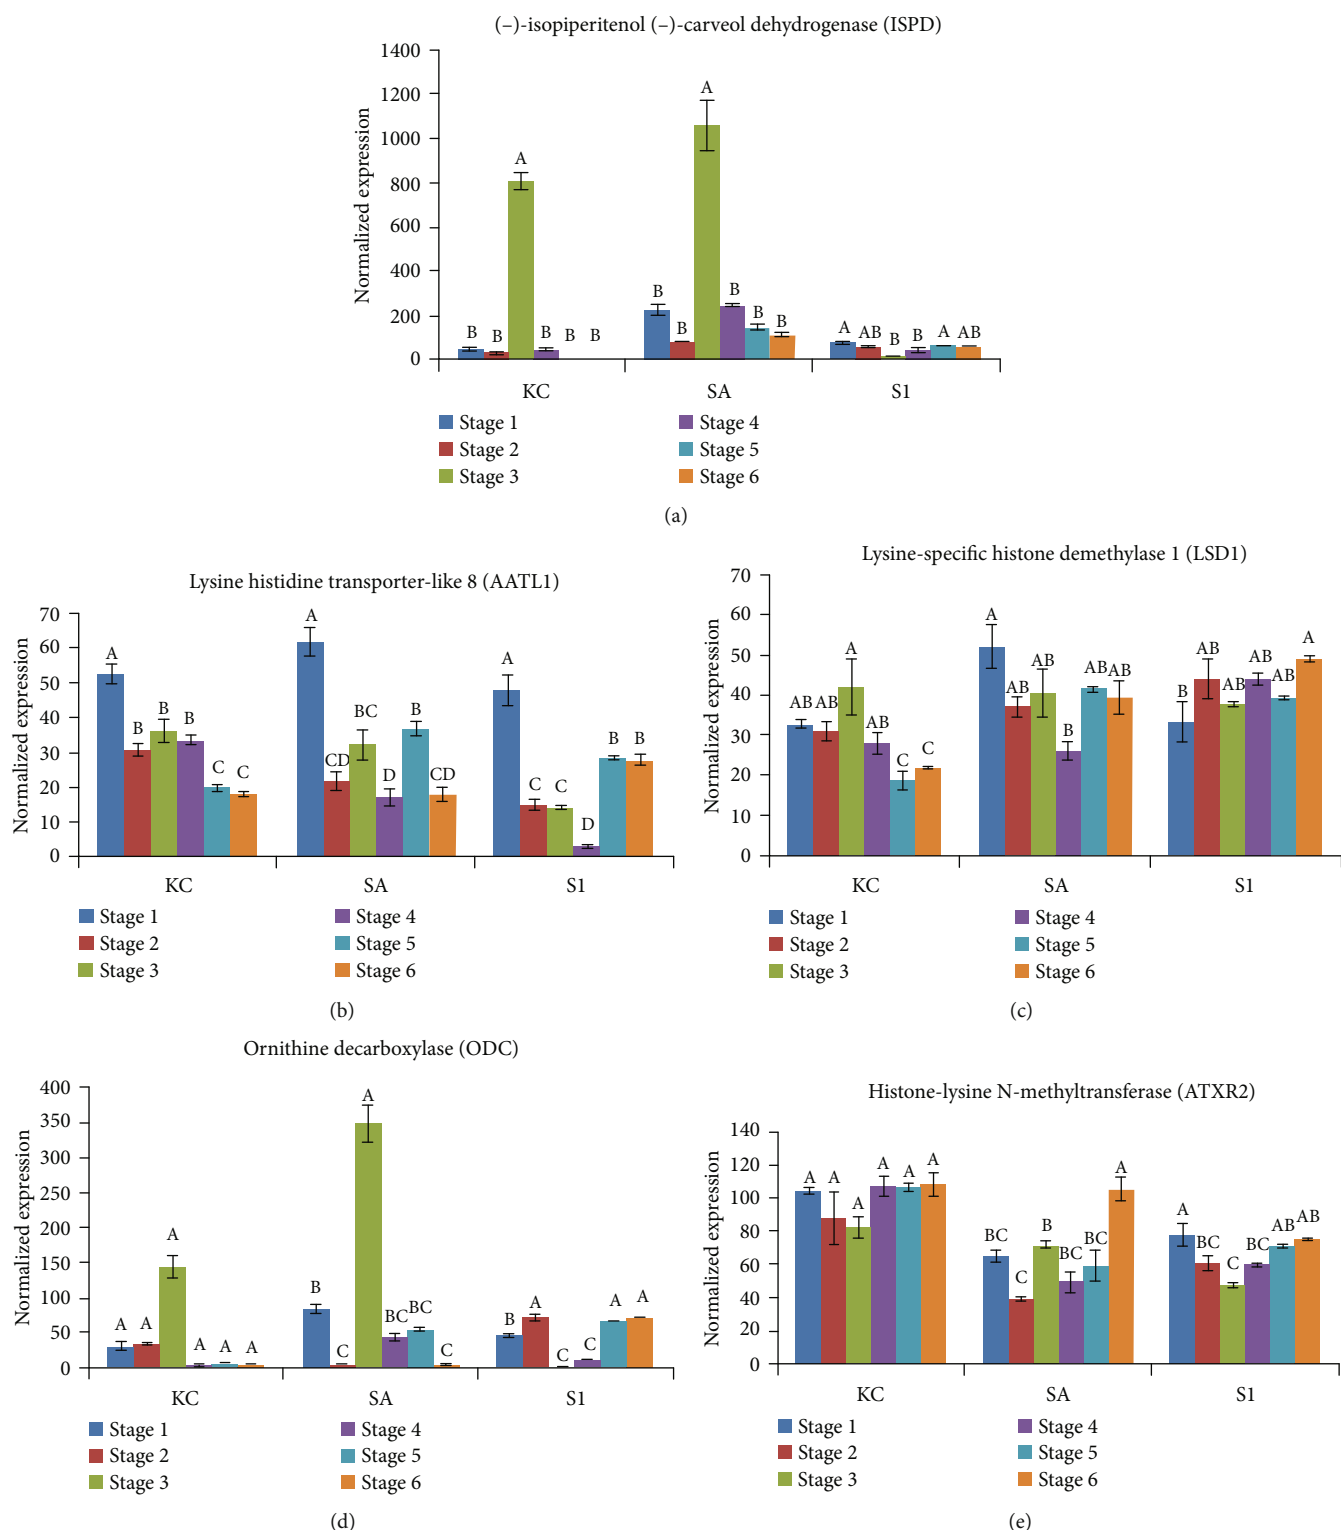 (–)-isopiperitenol (–)-carveol dehydrogenase (ISPD)
Normalized expression
1400
1200
1000
800
600
400
200
0
B B A B B B
B B A B B B
A AB B B A AB
KC SA S1
Stage 1 Stage 4
Stage 2 Stage 5
Stage 3 Stage 6
(a)
Lysine histidine transporter-like 8 (AATL1)
Normalized expression
70
60
50
40
30
20
10
0
A B B B C C
A CD BC D B CD
A C C D B B
KC SA S1
Stage 1 Stage 4
Stage 2 Stage 5
Stage 3 Stage 6
(b)
Lysine-specific histone demethylase 1 (LSD1)
Normalized expression
70
60
50
40
30
20
10
0
AB AB A AB C C
A AB AB B AB AB
B AB AB AB AB A
KC SA S1
Stage 1 Stage 4
Stage 2 Stage 5
Stage 3 Stage 6
(c)
Ornithine decarboxylase (ODC)
Normalized expression
400
350
300
250
200
150
100
50
0
A A A A A A
B C A BC BC C
B A C C A A
KC SA S1
Stage 1 Stage 4
Stage 2 Stage 5
Stage 3 Stage 6
(d)
Histone-lysine N-methyltransferase (ATXR2)
Normalized expression
140
120
100
80
60
40
20
0
A A A A A A
BC C B BC BC A
A BC C BC AB AB
KC SA S1
Stage 1 Stage 4
Stage 2 Stage 5
Stage 3 Stage 6
(e)